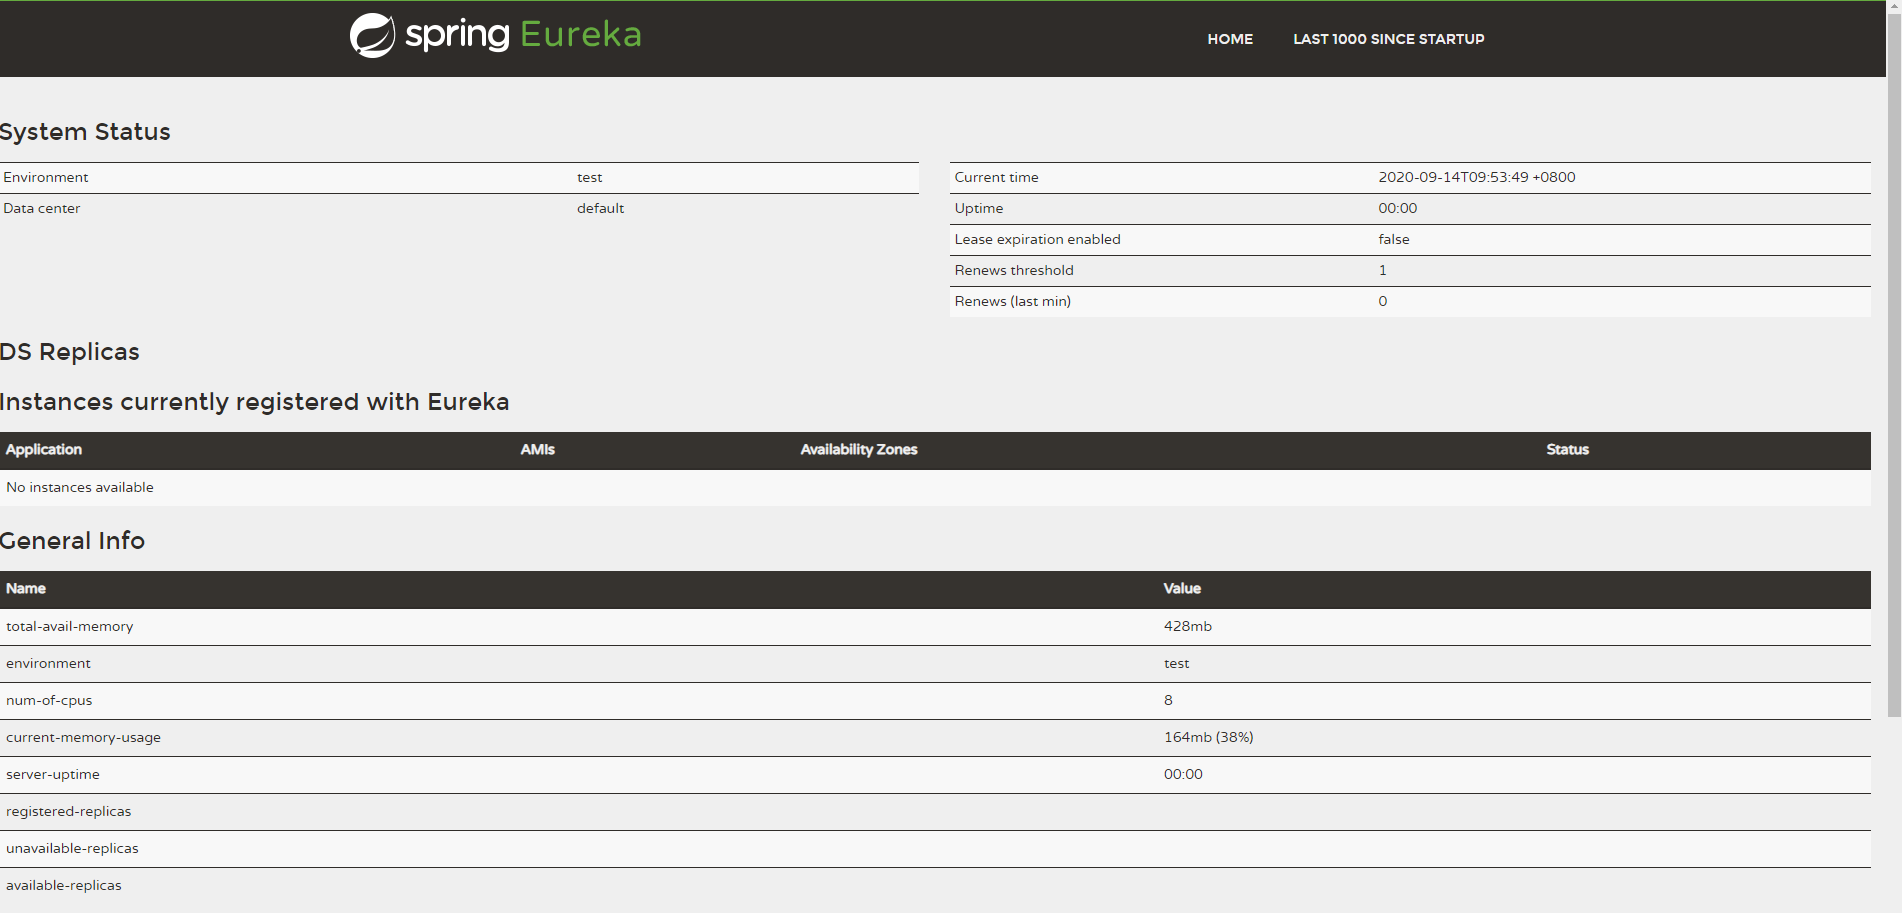 spring Eureka
HOME LAST 1000 SINCE STARTUP
System Status
Environment test
Data center default
Current time 2020-09-14T09:53:49 +0800
Uptime 00:00
Lease expiration enabled false
Renews threshold 1
Renews (last min) 0
DS Replicas
Instances currently registered with Eureka
Application AMIs Availability Zones Status
No instances available
General Info
Name Value
total-avail-memory 428mb
environment test
num-of-cpus 8
current-memory-usage 164mb (38%)
server-uptime 00:00
registered-replicas
unavailable-replicas
available-replicas